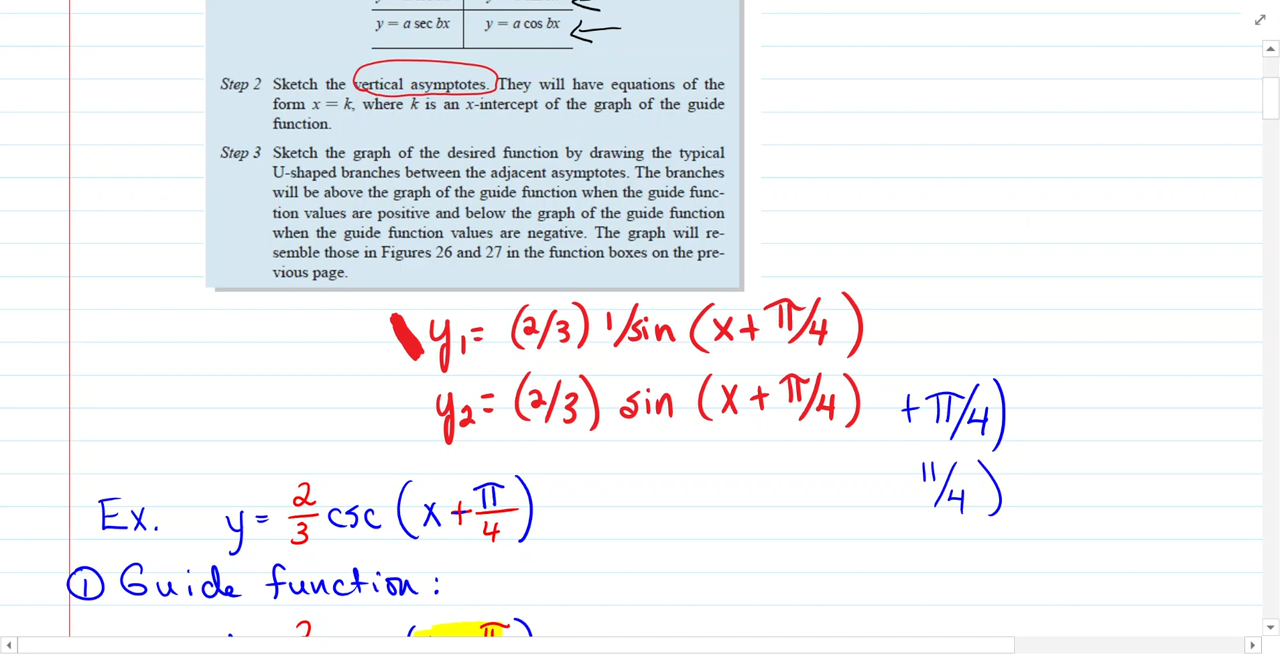 y = a sec bx y = a cos bx
Step 2 Sketch the vertical asymptotes. They will have equations of the
form x = k, where k is an x-intercept of the graph of the guide
function.
Step 3 Sketch the graph of the desired function by drawing the typical
U-shaped branches between the adjacent asymptotes. The branches
will be above the graph of the guide function when the guide func-
tion values are positive and below the graph of the guide function
when the guide function values are negative. The graph will re-
semble those in Figures 26 and 27 in the function boxes on the pre-
vious page.
y₁= (2/3) 1/sin (x+π/4)
y₂= (2/3) sin (x+π/4)
+π/4)
11/4)
Ex. y= 2/3 csc (x+π/4)
① Guide function: